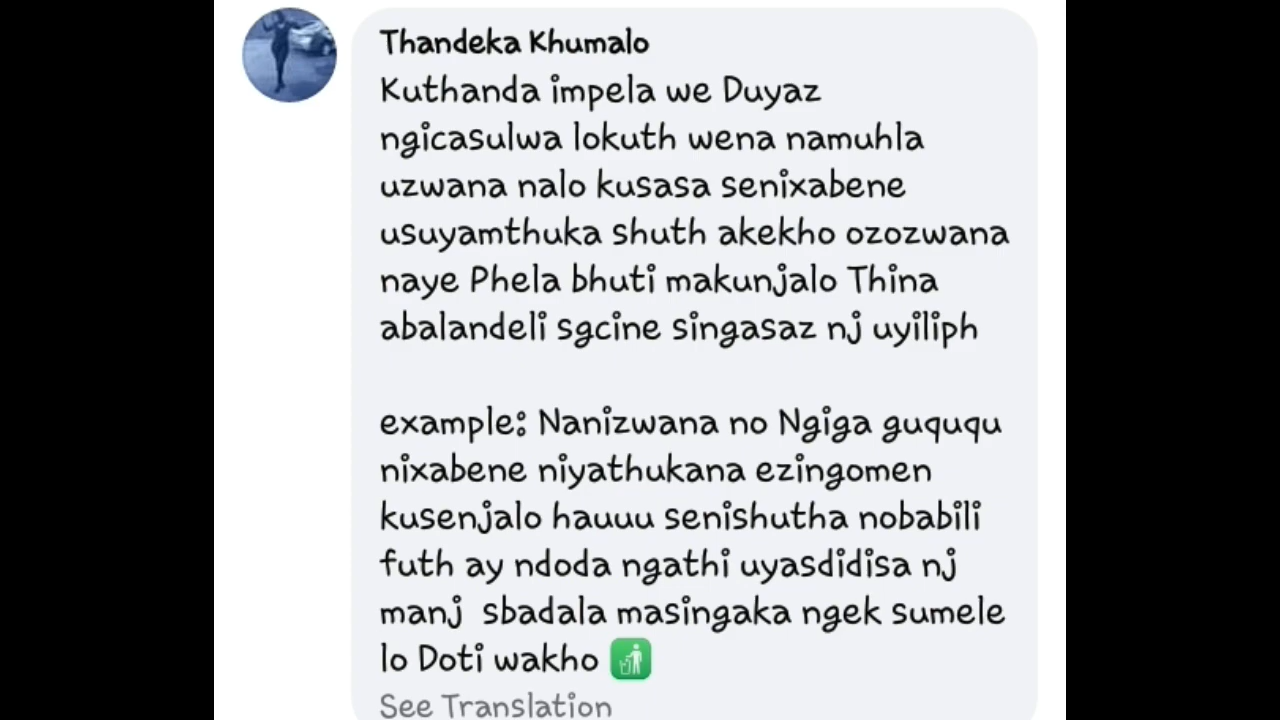 Thandeka Khumalo
Kuthanda impela we Duyaz
ngicasulwa lokuth wena namuhla
uzwana nalo kusasa senixabene
usuyamthuka shuth akekho ozozwana
naye Phela bhuti makunjalo Thina
abalandeli sgcine singasaz nj uyiliph
example: Nanizwana no Ngiga guququ
nixabene niyathukana ezingomen
kusenjalo hauuu senishutha nobabili
futh ay ndoda ngathi uyasdidisa nj
manj sbadala masingaka ngek sumele
lo Doti wakho 🚮
See Translation